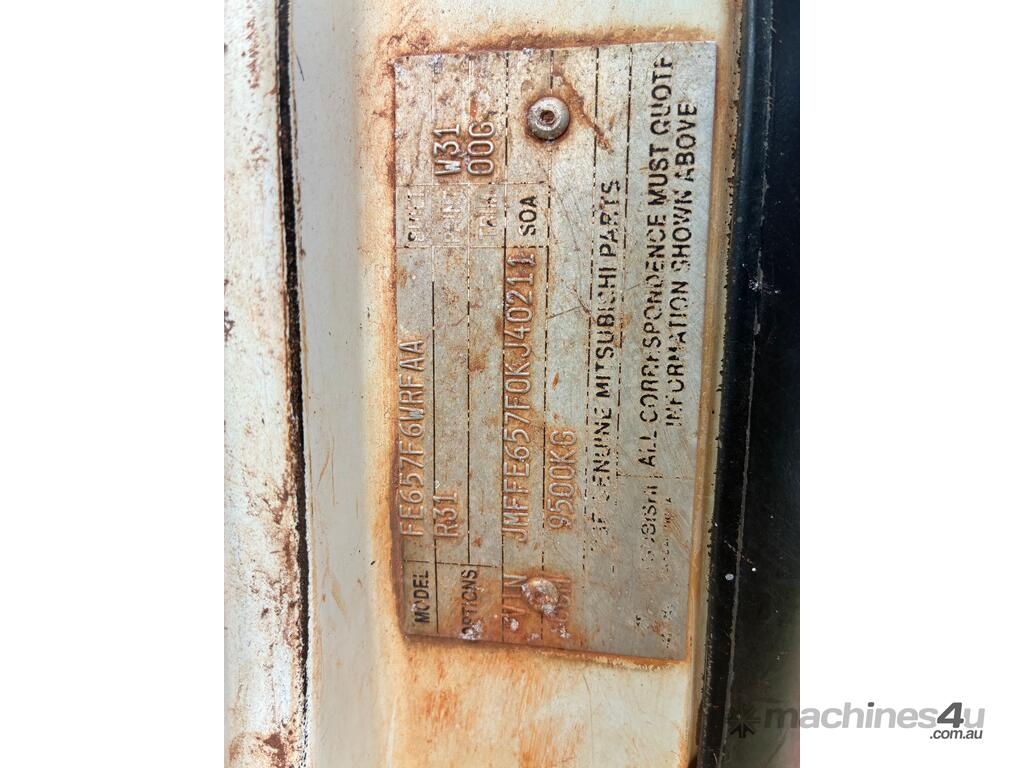 MODEL FE657F6WRFAA
R31 W31
OPTIONS 00G
VIN JMFFE657F0KJ40211 SOA
9500KG
GENUINE MITSUBISHI PARTS
ALL CORRESPONDENCE MUST QUOTE
INFORMATION SHOWN ABOVE
machines4u
.com.au